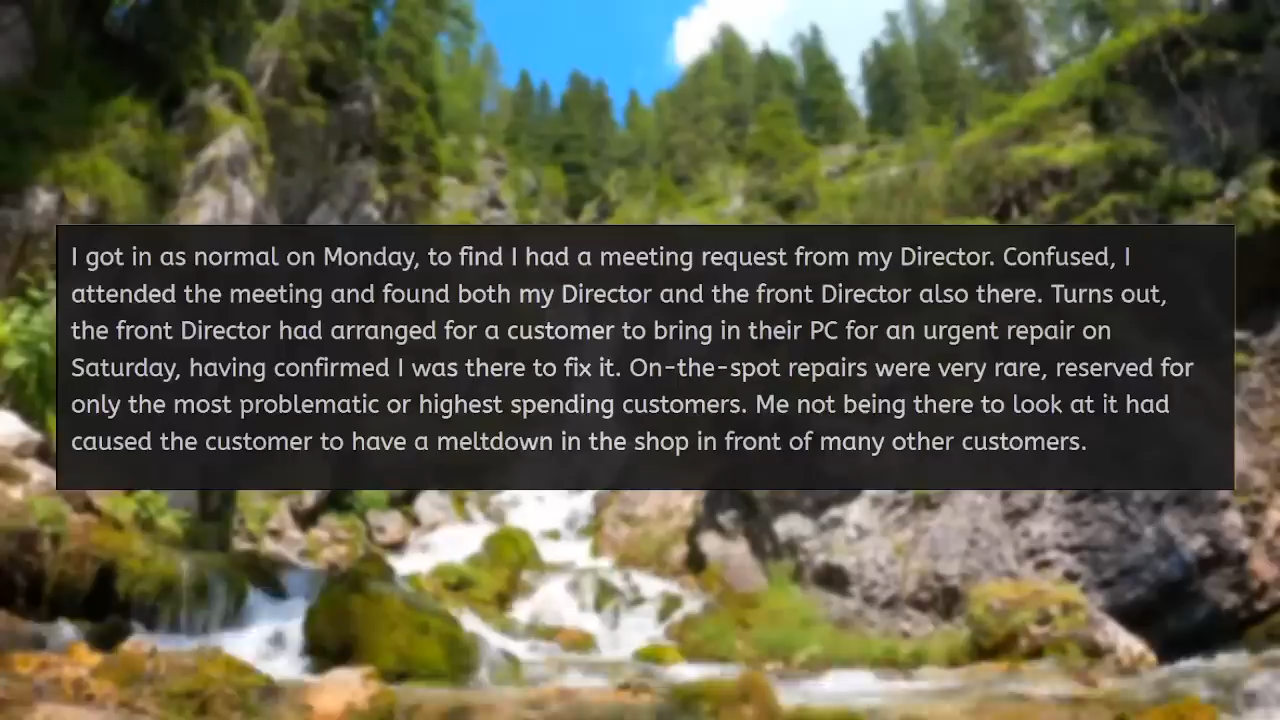 I got in as normal on Monday, to find I had a meeting request from my Director. Confused, I
attended the meeting and found both my Director and the front Director also there. Turns out,
the front Director had arranged for a customer to bring in their PC for an urgent repair on
Saturday, having confirmed I was there to fix it. On-the-spot repairs were very rare, reserved for
only the most problematic or highest spending customers. Me not being there to look at it had
caused the customer to have a meltdown in the shop in front of many other customers.